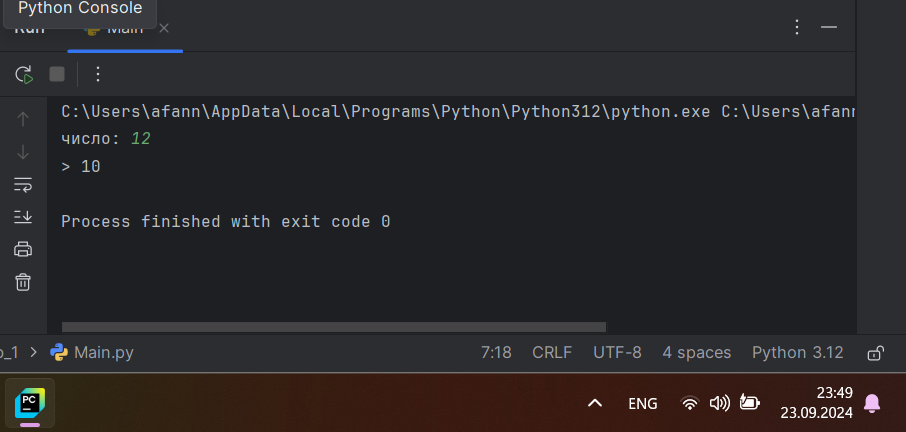 Python Console
Run Main
C:\Users\afann\AppData\Local\Programs\Python\Python312\python.exe C:\Users\afann
число: 12
> 10
Process finished with exit code 0
o_1 > Main.py 7:18 CRLF UTF-8 4 spaces Python 3.12
PC ENG 23:49
23.09.2024